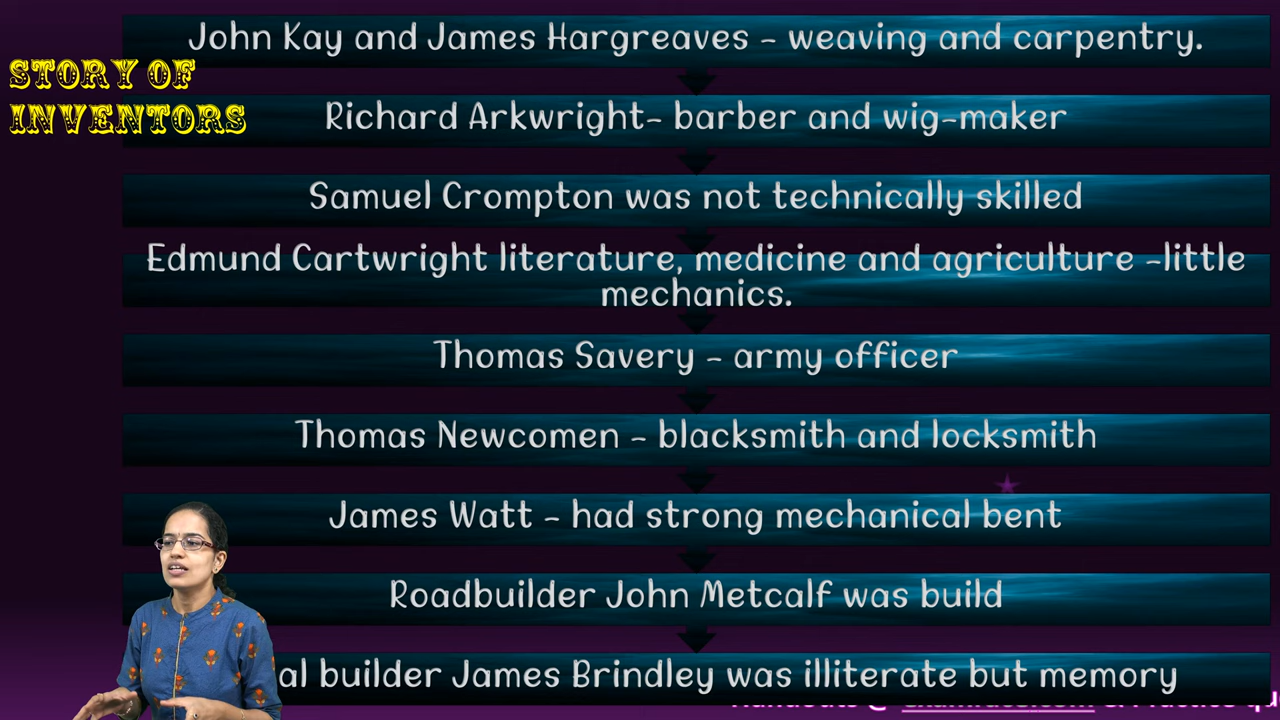 John Kay and James Hargreaves - weaving and carpentry.
STORY OF
INVENTORS
Richard Arkwright- barber and wig-maker
Samuel Crompton was not technically skilled
Edmund Cartwright literature, medicine and agriculture -little
mechanics.
Thomas Savery - army officer
Thomas Newcomen - blacksmith and locksmith
James Watt - had strong mechanical bent
Roadbuilder John Metcalf was build
al builder James Brindley was illiterate but memory